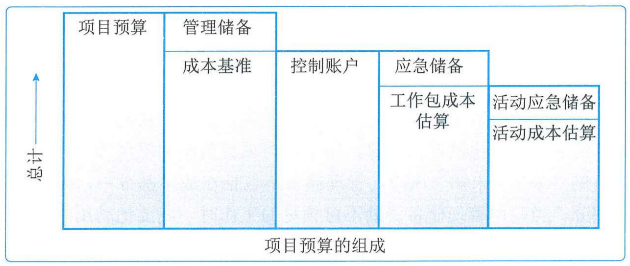 项目预算
管理储备
成本基准
控制账户
应急储备
工作包成本
估算
活动应急储备
活动成本估算
总计
项目预算的组成